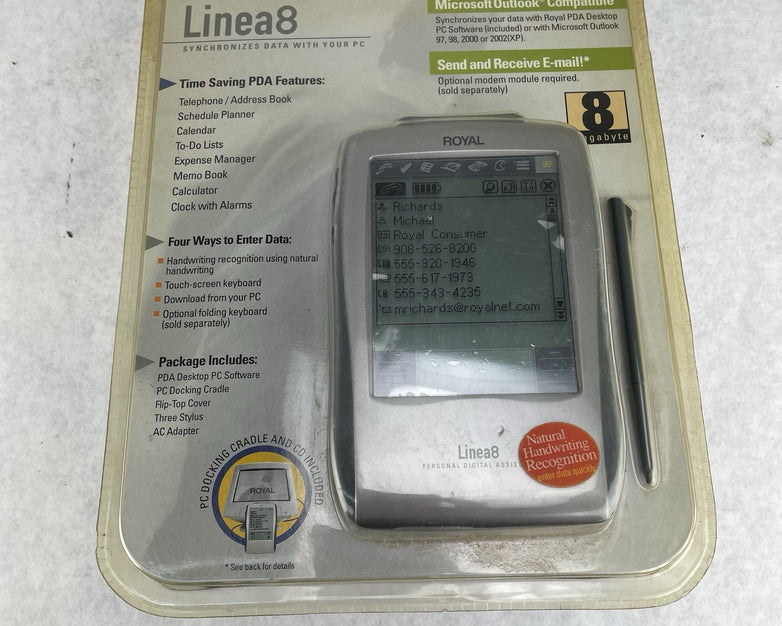 Linea8
SYNCHRONIZES DATA WITH YOUR PC
Time Saving PDA Features:
Telephone / Address Book
Schedule Planner
Calendar
To-Do Lists
Expense Manager
Memo Book
Calculator
Clock with Alarms
Four Ways to Enter Data:
Handwriting recognition using natural
handwriting
Touch-screen keyboard
Download from your PC
Optional folding keyboard
(sold separately)
Package Includes:
PDA Desktop PC Software
PC Docking Cradle
Flip-Top Cover
Three Stylus
AC Adapter
PC DOCKING CRADLE AND CD INCLUDED
ROYAL
* See back for details
Microsoft Outlook® Compatible
Synchronizes your data with Royal PDA Desktop
PC Software (included) or with Microsoft Outlook
97, 98, 2000 or 2002(XP).
Send and Receive E-mail!*
Optional modem module required.
(sold separately)
8
gabyte
ROYAL
OFF
Richards
Michael
Royal Consumer
908-526-8200
555-920-1946
555-617-1973
555-343-4235
mrichards@royalnet.com
Linea8
PERSONAL DIGITAL ASSIS
Natural
Handwriting
Recognition
enter data quickly